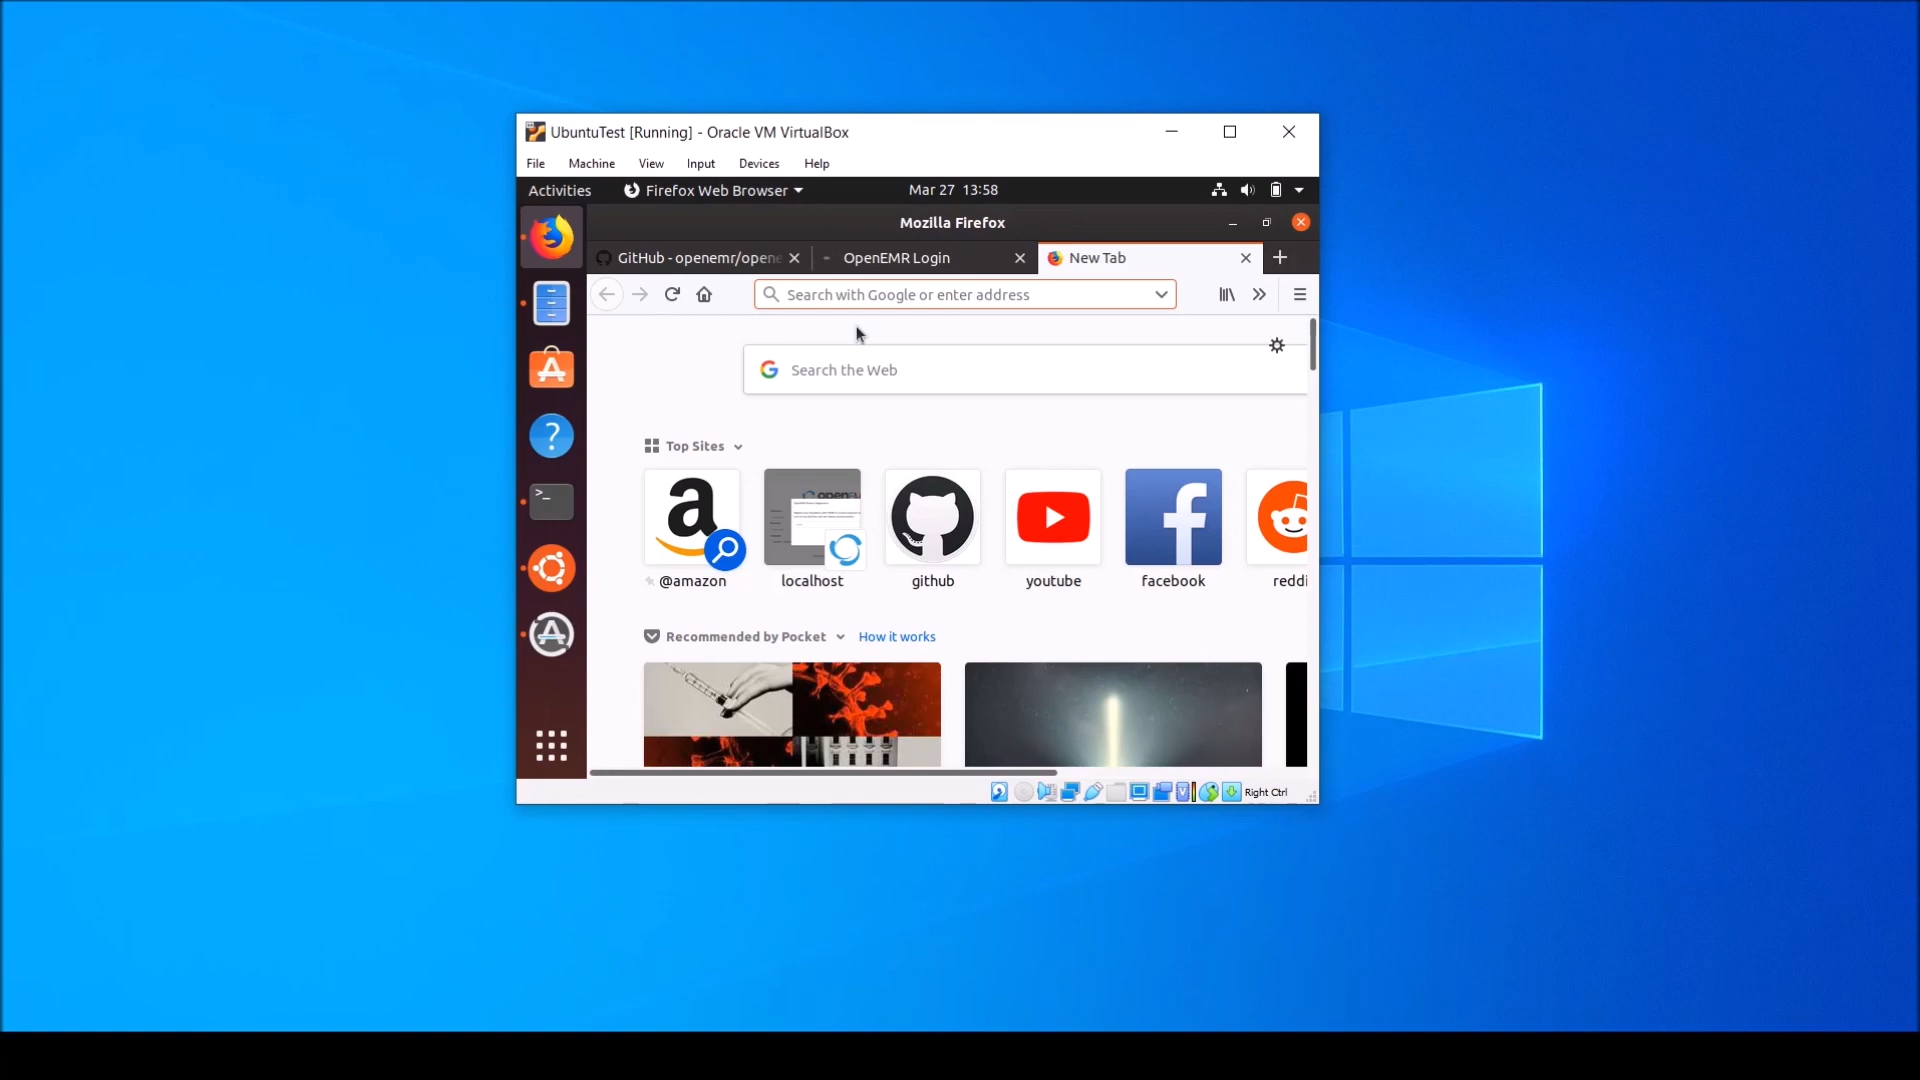 UbuntuTest [Running] - Oracle VM VirtualBox
File Machine View Input Devices Help
Activities Firefox Web Browser Mar 27 13:58
Mozilla Firefox
GitHub - openemr/opene OpenEMR Login New Tab
Search with Google or enter address
Search the Web
Top Sites
@amazon localhost github youtube facebook reddi
Recommended by Pocket How it works
Right Ctrl